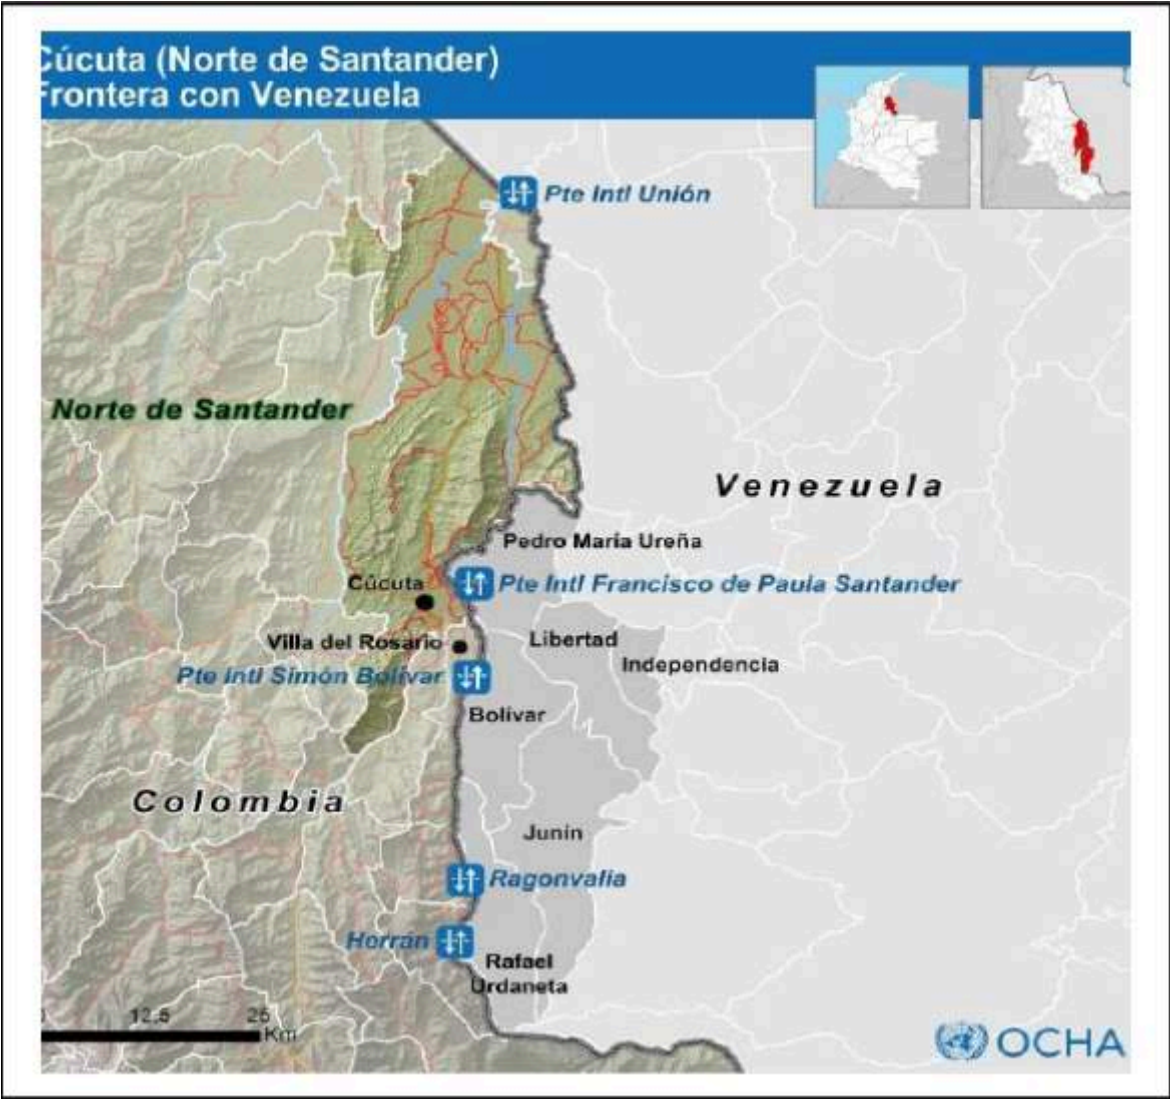 Cúcuta (Norte de Santander)
Frontera con Venezuela
Pte Intl Unión
Norte de Santander
Venezuela
Pedro María Ureña
Cúcuta
Pte Intl Francisco de Paula Santander
Villa del Rosario
Libertad
Independencia
Pte Intl Simón Bolívar
Bolívar
Colombia
Junín
Ragonvalia
Herrán
Rafael
Urdaneta
0 12,5 25
Km
OCHA